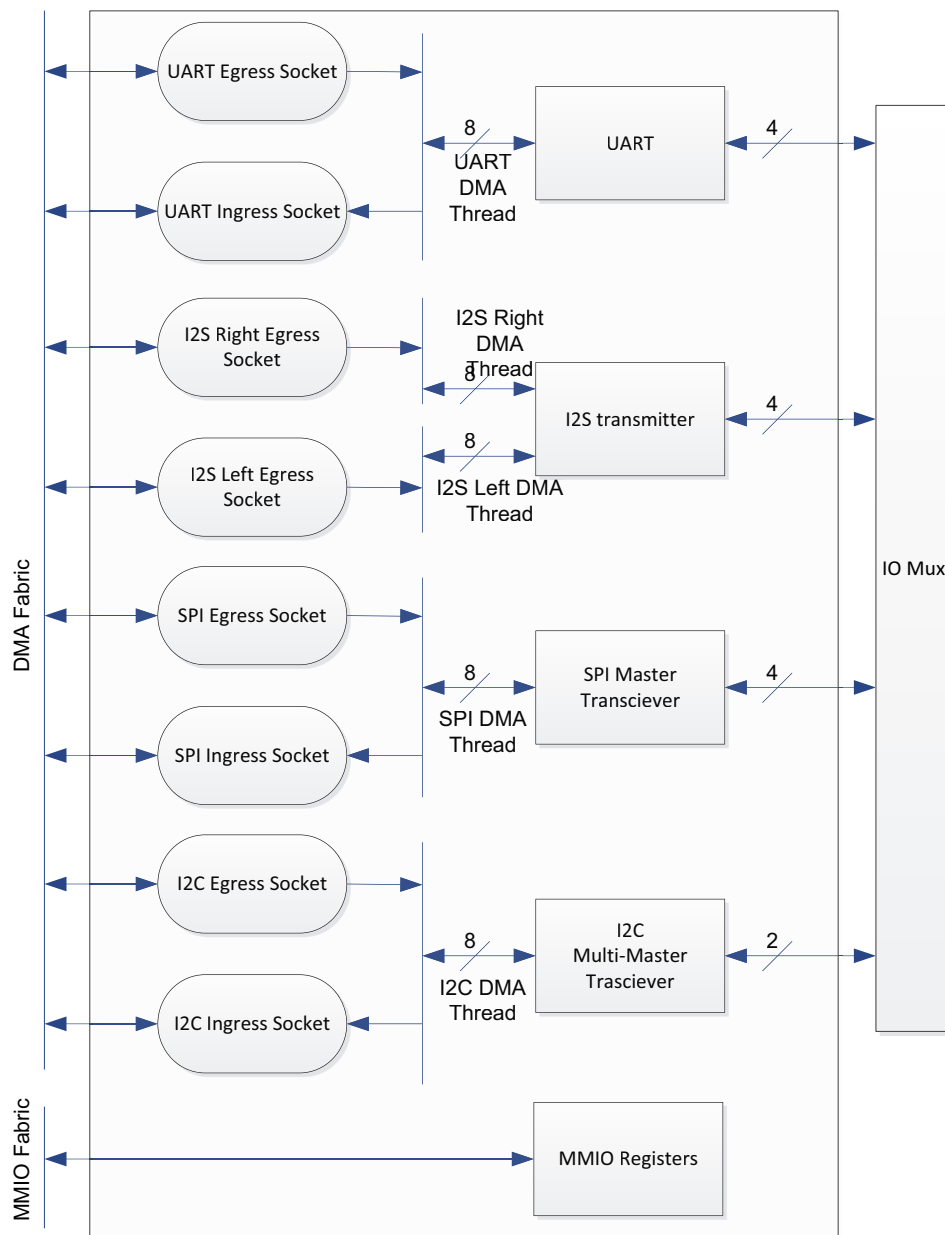 UART Egress Socket
8
UART
DMA
Thread
UART
4
UART Ingress Socket
I2S Right Egress
Socket
I2S Right
DMA
Thread
8
I2S transmitter
4
I2S Left Egress
Socket
8
I2S Left DMA
Thread
DMA Fabric
IO Mux
SPI Egress Socket
8
SPI DMA
Thread
SPI Master
Transciever
4
SPI Ingress Socket
I2C Egress Socket
8
I2C DMA
Thread
I2C
Multi-Master
Trasciever
2
I2C Ingress Socket
MMIO Fabric
MMIO Registers